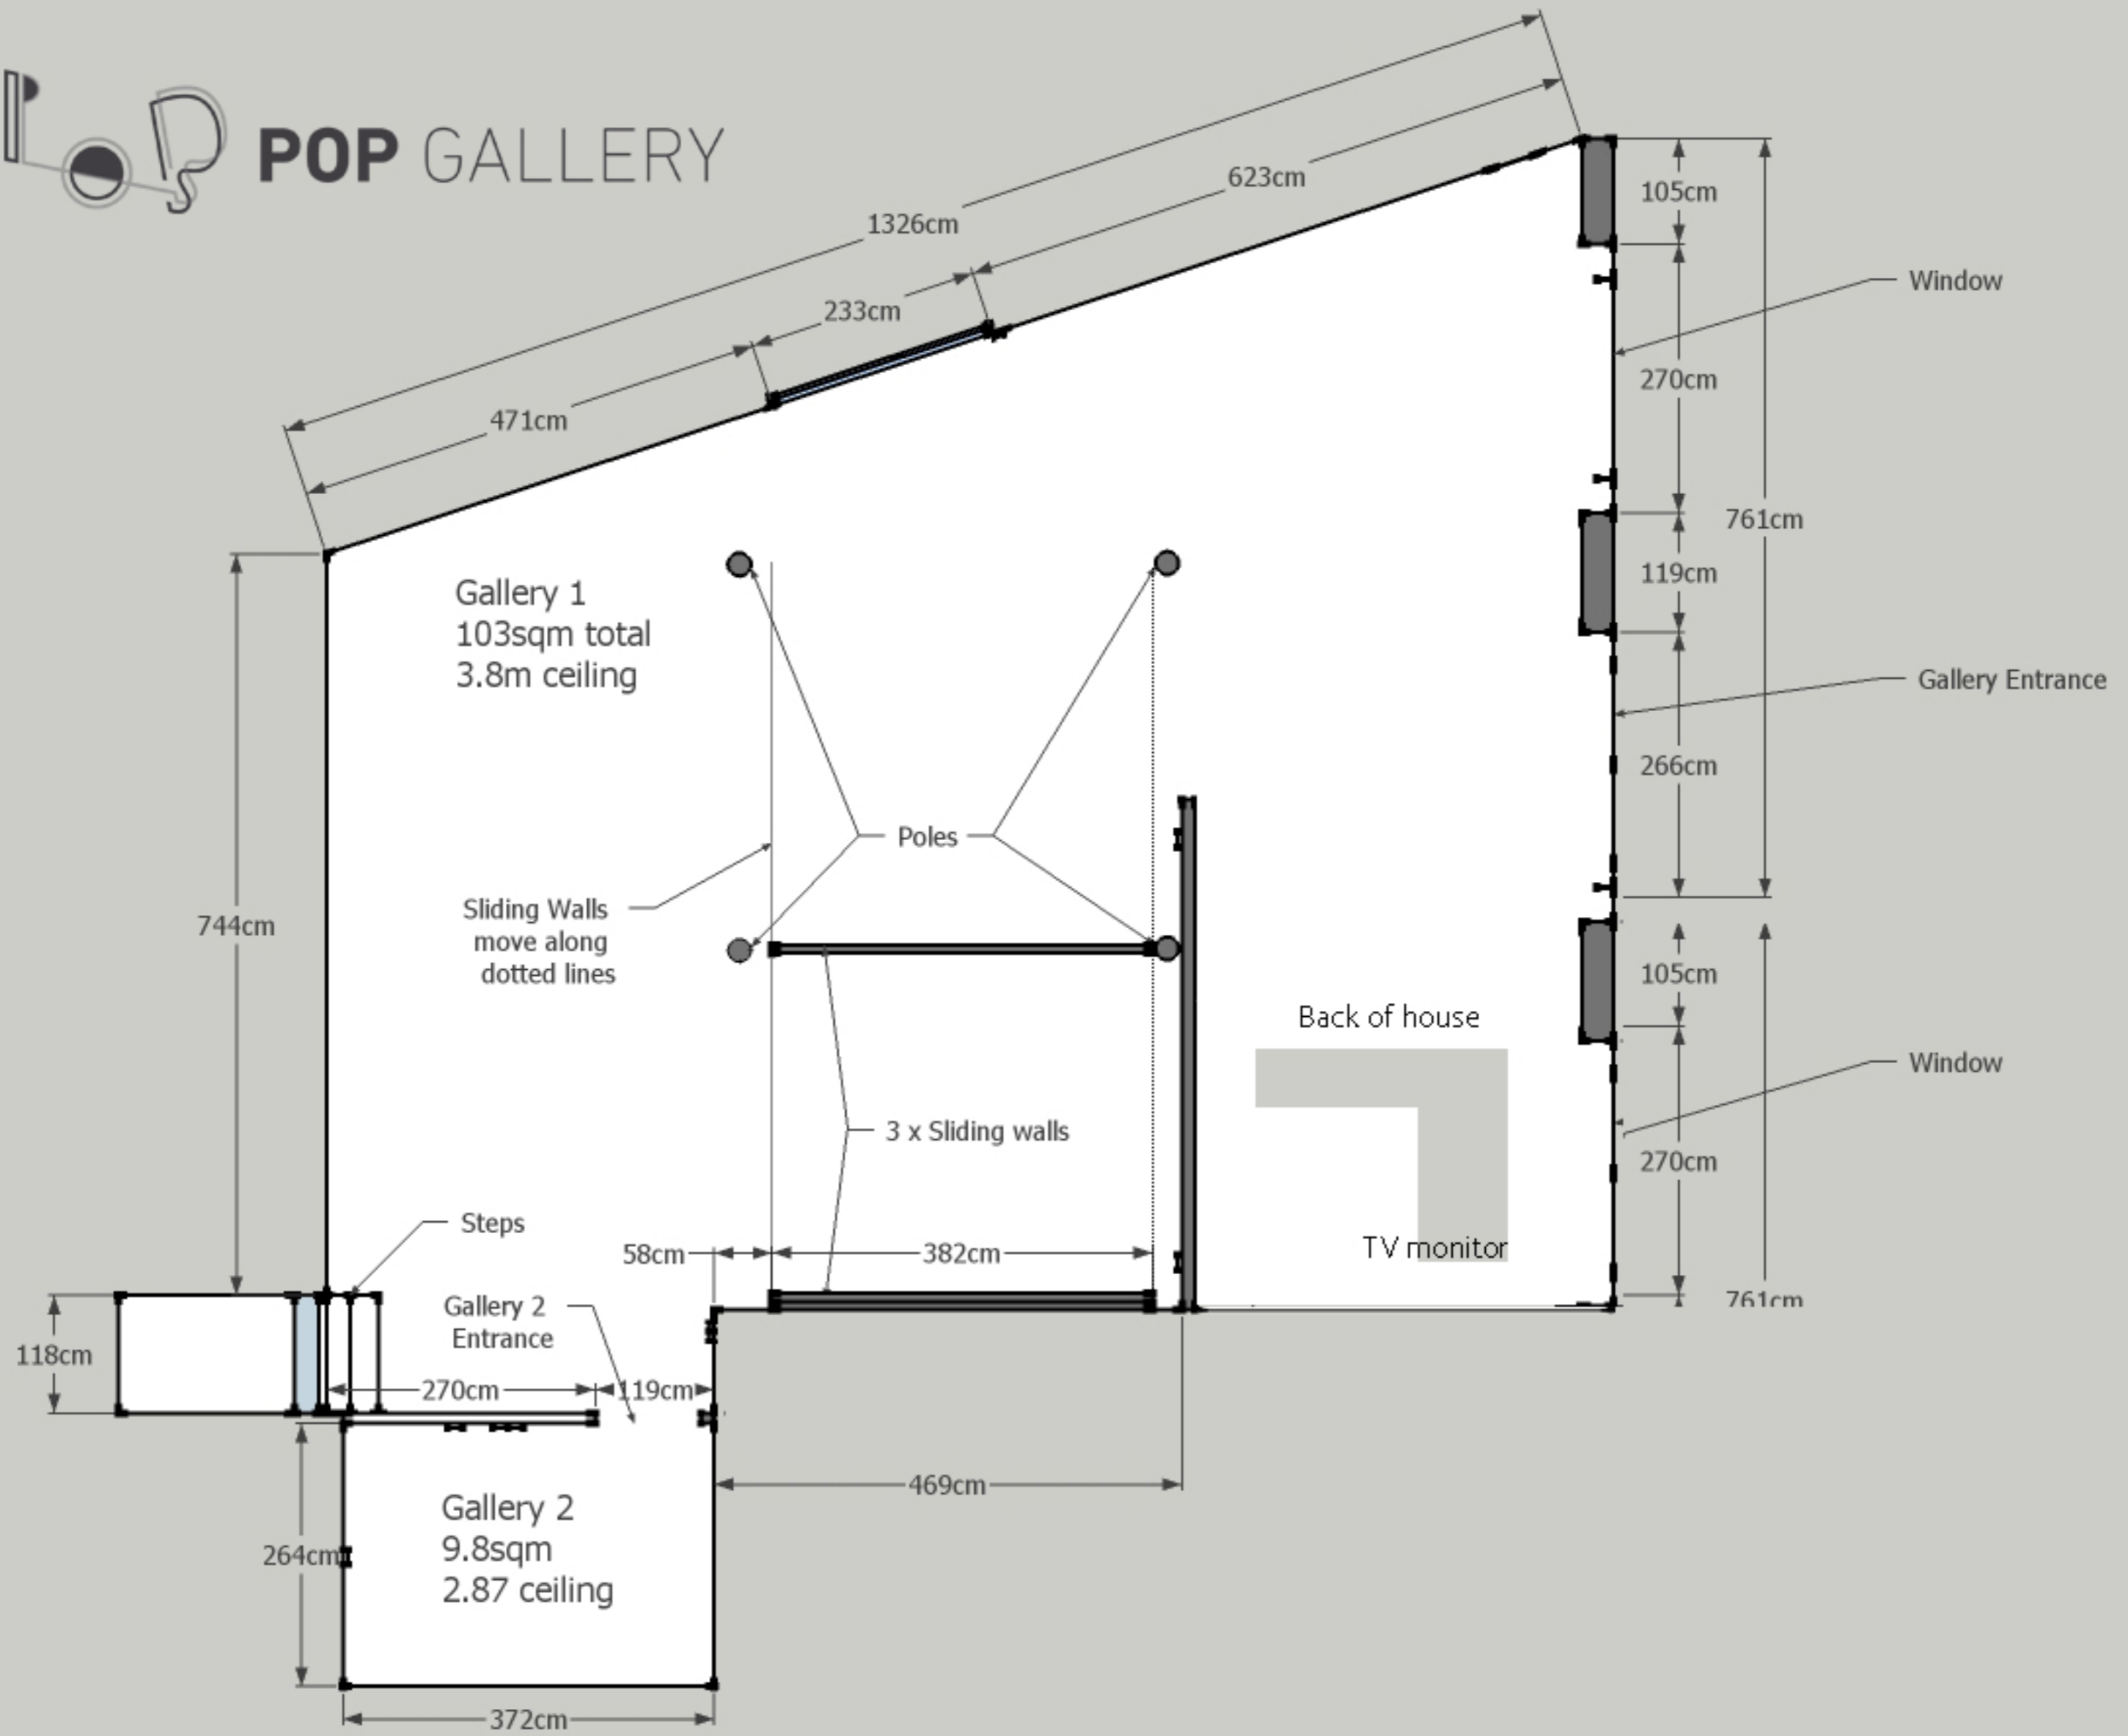 POP
POP GALLERY
1326cm
623cm
233cm
471cm
105cm
Window
270cm
761cm
119cm
Gallery 1
103sqm total
3.8m ceiling
Gallery Entrance
266cm
Poles
Sliding Walls
move along
dotted lines
744cm
105cm
Back of house
Window
3 x Sliding walls
270cm
Steps
58cm
382cm
TV monitor
761cm
Gallery 2
Entrance
118cm
270cm
119cm
469cm
Gallery 2
9.8sqm
2.87 ceiling
264cm
372cm